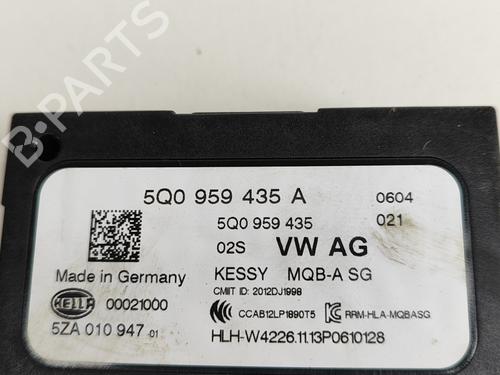 B-PARTS
5Q0 959 435 A 0604
5Q0 959 435 021
02S VW AG
Made in Germany KESSY MQB-A SG
CMIIT ID: 2012DJ1998
HELLA 00021000 CCAB12LP1890T5 RRM-HLA-MQBASG
5ZA 010 947 -01 HLH-W4226.11.13P0610128